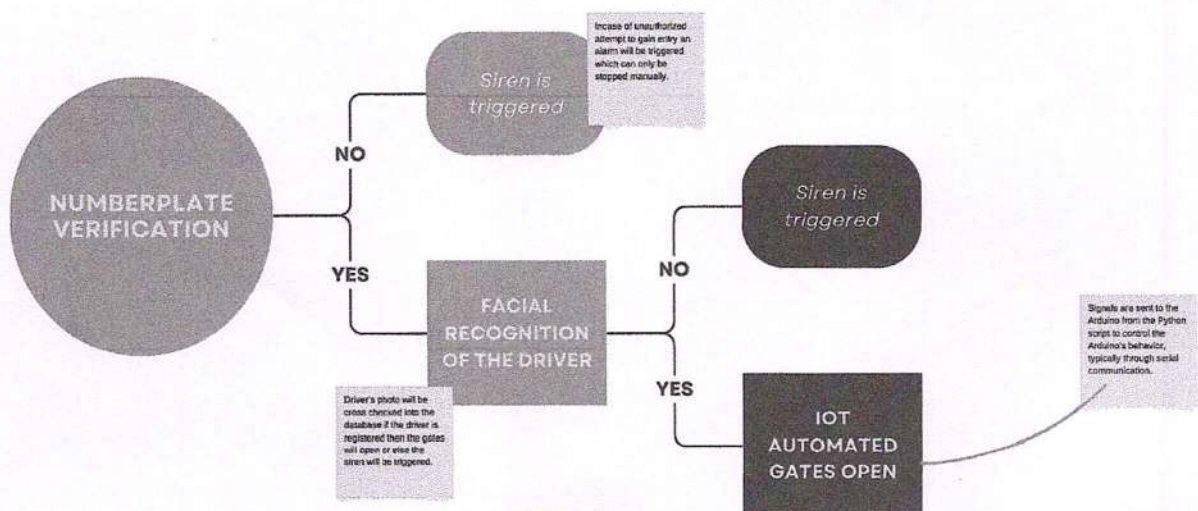 Incase of unauthorized
attempt to gain entry an
alarm will be triggered
which can only be
stopped manually.
Siren is
triggered
NO
NUMBERPLATE
VERIFICATION
Siren is
triggered
YES
NO
FACIAL
RECOGNITION
OF THE DRIVER
Signals are sent to the
Arduino from the Python
script to control the
Arduino's behavior,
typically through serial
communication.
YES
Driver's photo will be
cross checked into the
database if the driver is
registered then the gates
will open or else the
siren will be triggered.
IOT
AUTOMATED
GATES OPEN